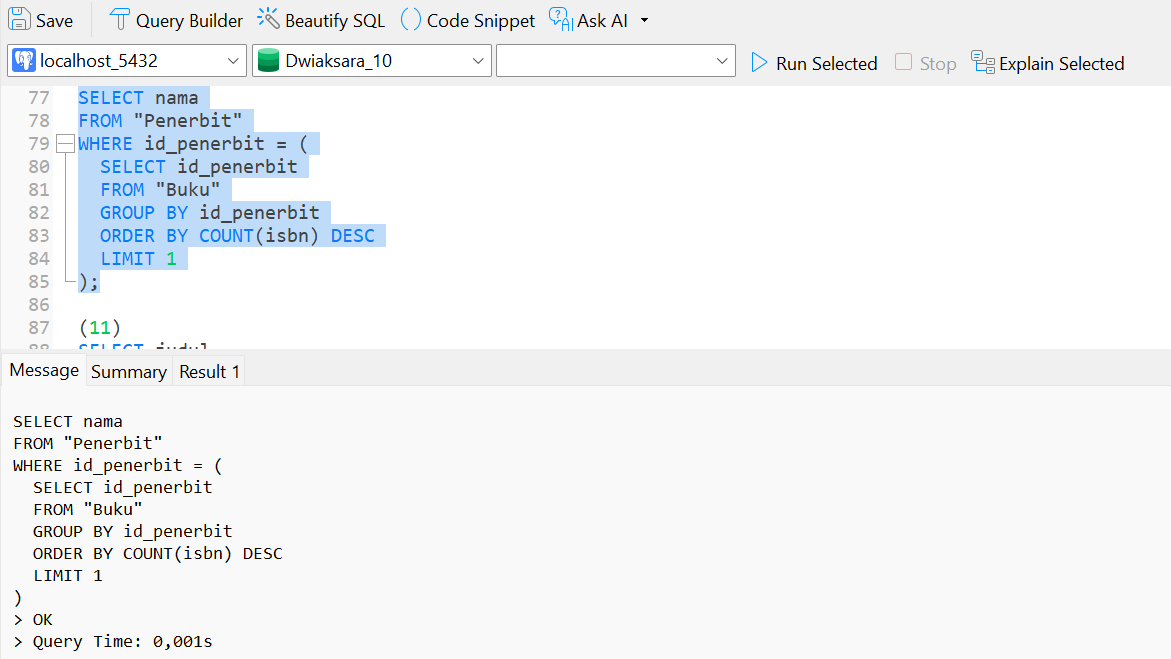 Save Query Builder Beautify SQL () Code Snippet Ask AI
localhost_5432 Dwiaksara_10 Run Selected Stop Explain Selected
77 SELECT nama
78 FROM "Penerbit"
79 WHERE id_penerbit = (
80 SELECT id_penerbit
81 FROM "Buku"
82 GROUP BY id_penerbit
83 ORDER BY COUNT(isbn) DESC
84 LIMIT 1
85 );
86
87 (11)
88 SELECT judul
Message Summary Result 1
SELECT nama
FROM "Penerbit"
WHERE id_penerbit = (
SELECT id_penerbit
FROM "Buku"
GROUP BY id_penerbit
ORDER BY COUNT(isbn) DESC
LIMIT 1
)
> OK
> Query Time: 0,001s